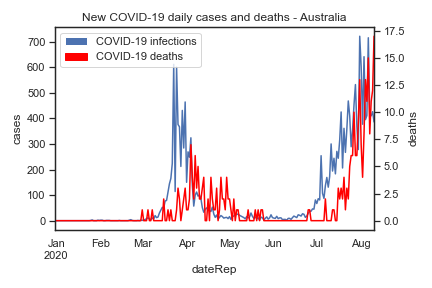 New COVID-19 daily cases and deaths - Australia
COVID-19 infections
COVID-19 deaths
cases
deaths
700
600
500
400
300
200
100
0
17.5
15.0
12.5
10.0
7.5
5.0
2.5
0.0
Jan Feb Mar Apr May Jun Jul Aug
2020
dateRep